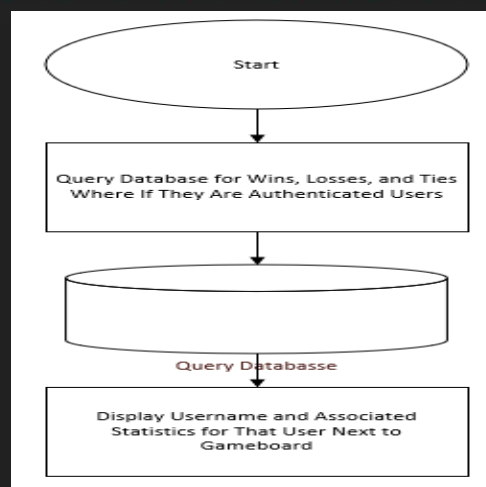 Start
Query Database for Wins, Losses, and Ties
Where If They Are Authenticated Users
Query Databasse
Display Username and Associated
Statistics for That User Next to
Gameboard